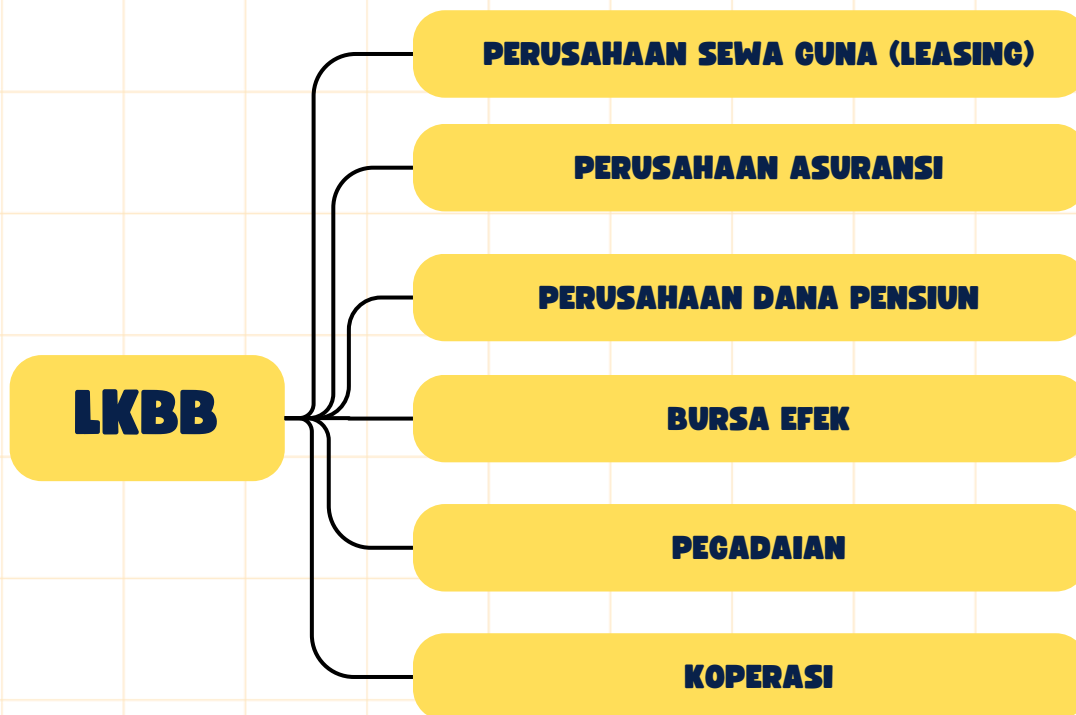 PERUSAHAAN SEWA GUNA (LEASING)
PERUSAHAAN ASURANSI
PERUSAHAAN DANA PENSIUN
LKBB
BURSA EFEK
PEGADAIAN
KOPERASI